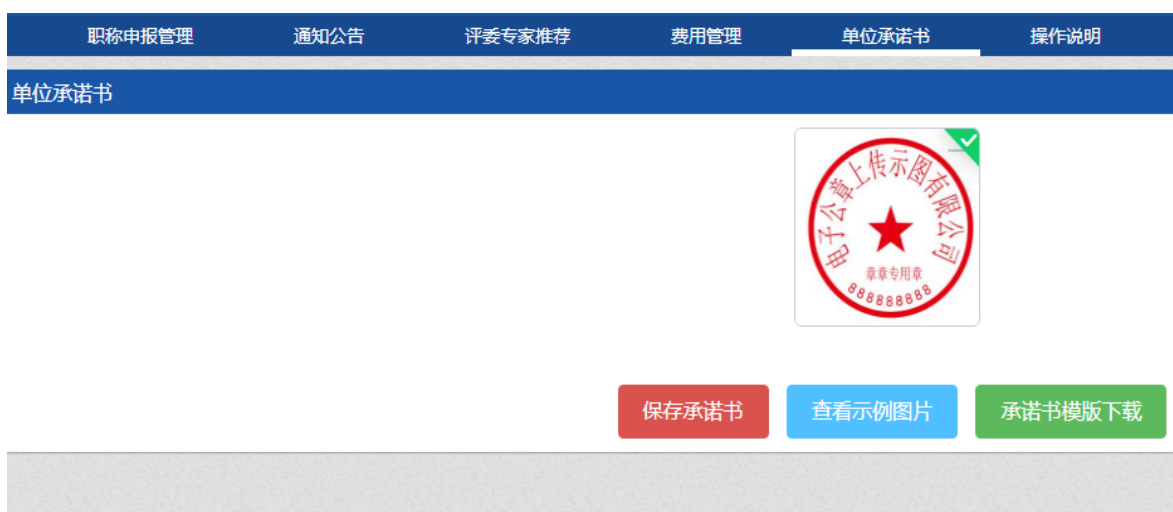 职称申报管理 通知公告 评委专家推荐 费用管理 单位承诺书 操作说明
单位承诺书
电子公章上传示图有限公司
章章专用章
888888888
保存承诺书 查看示例图片 承诺书模版下载